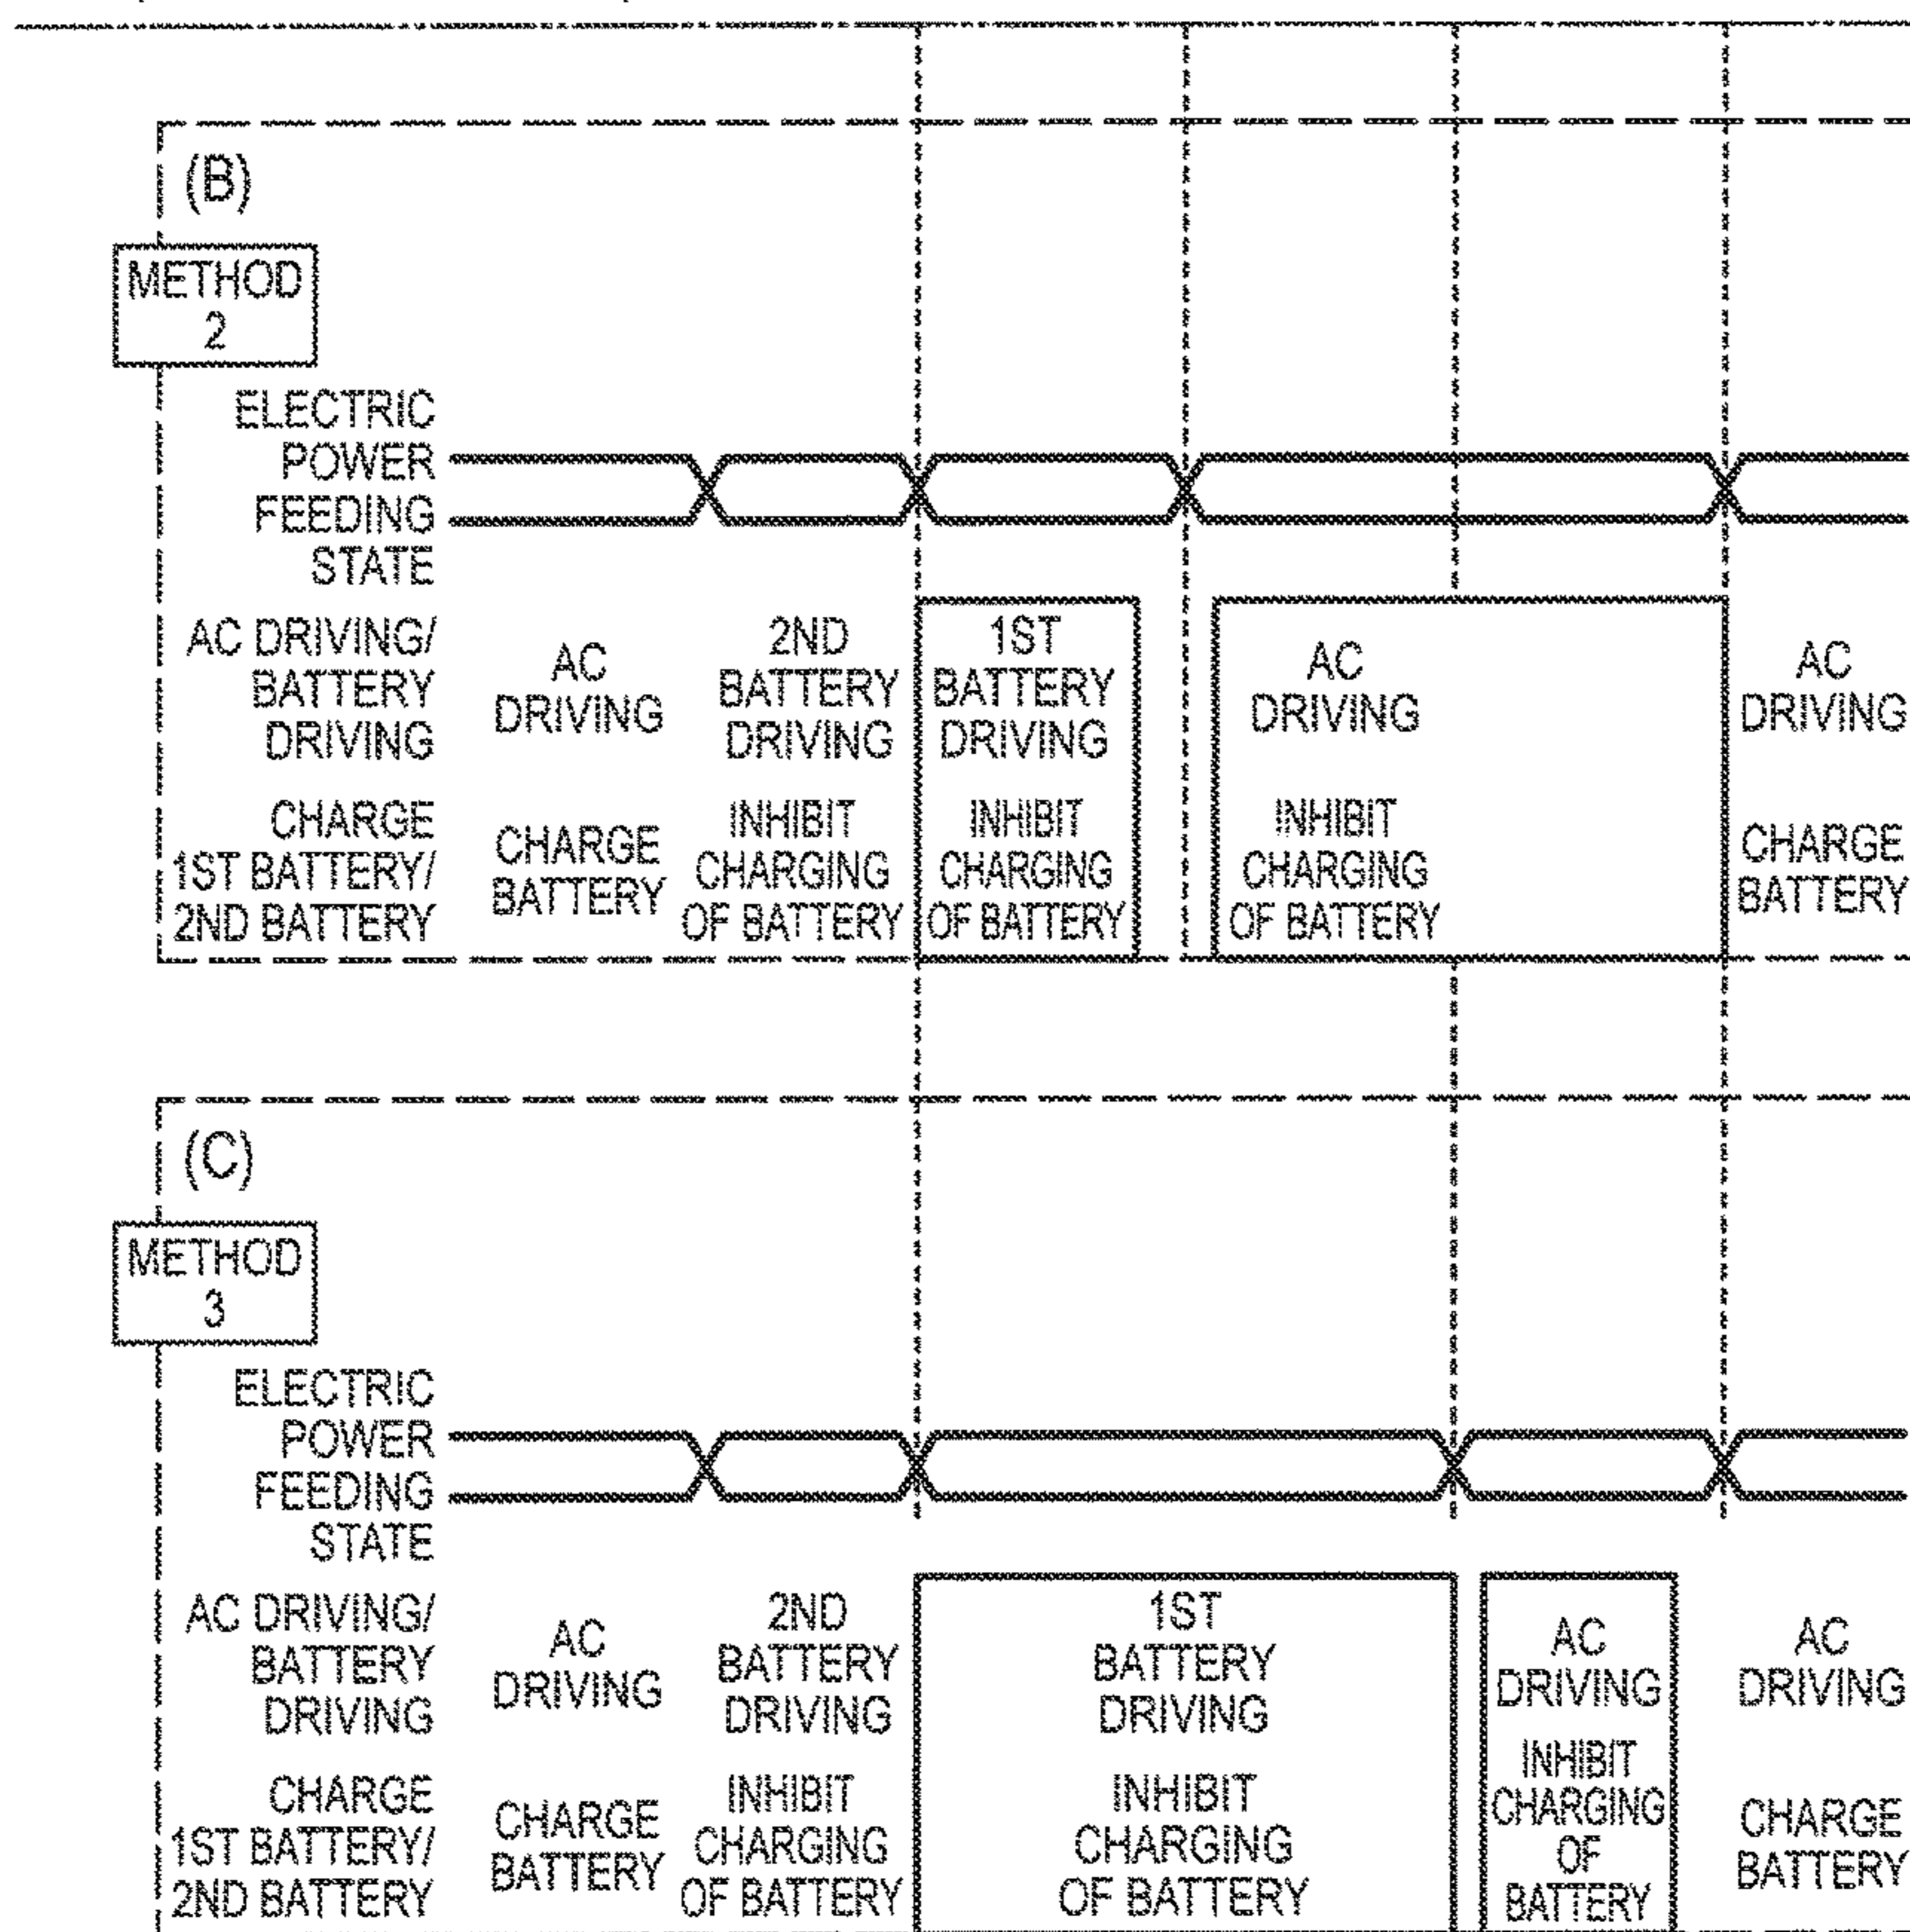 (B)
METHOD
2
ELECTRIC
POWER
FEEDING
STATE
AC DRIVING/
BATTERY
DRIVING
AC
DRIVING
2ND
BATTERY
DRIVING
1ST
BATTERY
DRIVING
AC
DRIVING
AC
DRIVING
CHARGE
1ST BATTERY/
2ND BATTERY
CHARGE
BATTERY
INHIBIT
CHARGING
OF BATTERY
INHIBIT
CHARGING
OF BATTERY
INHIBIT
CHARGING
OF BATTERY
CHARGE
BATTERY
(C)
METHOD
3
ELECTRIC
POWER
FEEDING
STATE
AC DRIVING/
BATTERY
DRIVING
AC
DRIVING
2ND
BATTERY
DRIVING
1ST
BATTERY
DRIVING
AC
DRIVING
AC
DRIVING
CHARGE
1ST BATTERY/
2ND BATTERY
CHARGE
BATTERY
INHIBIT
CHARGING
OF BATTERY
INHIBIT
CHARGING
OF BATTERY
INHIBIT
CHARGING
OF
BATTERY
CHARGE
BATTERY